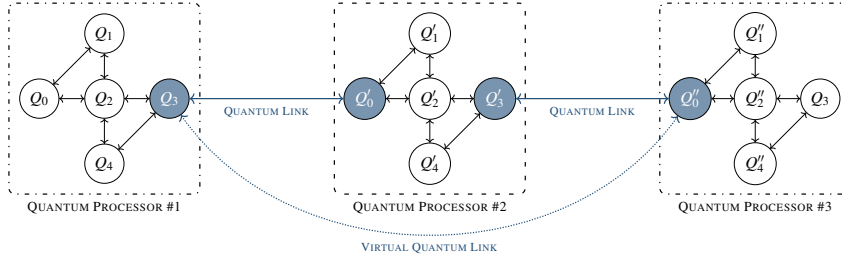 Q₁ Q′₁ Q″₁
Q₀ Q₂ Q₃ Q′₀ Q′₂ Q′₃ Q″₀ Q″₂ Q₃
QUANTUM LINK QUANTUM LINK
Q₄ Q′₄ Q″₄
QUANTUM PROCESSOR #1 QUANTUM PROCESSOR #2 QUANTUM PROCESSOR #3
VIRTUAL QUANTUM LINK